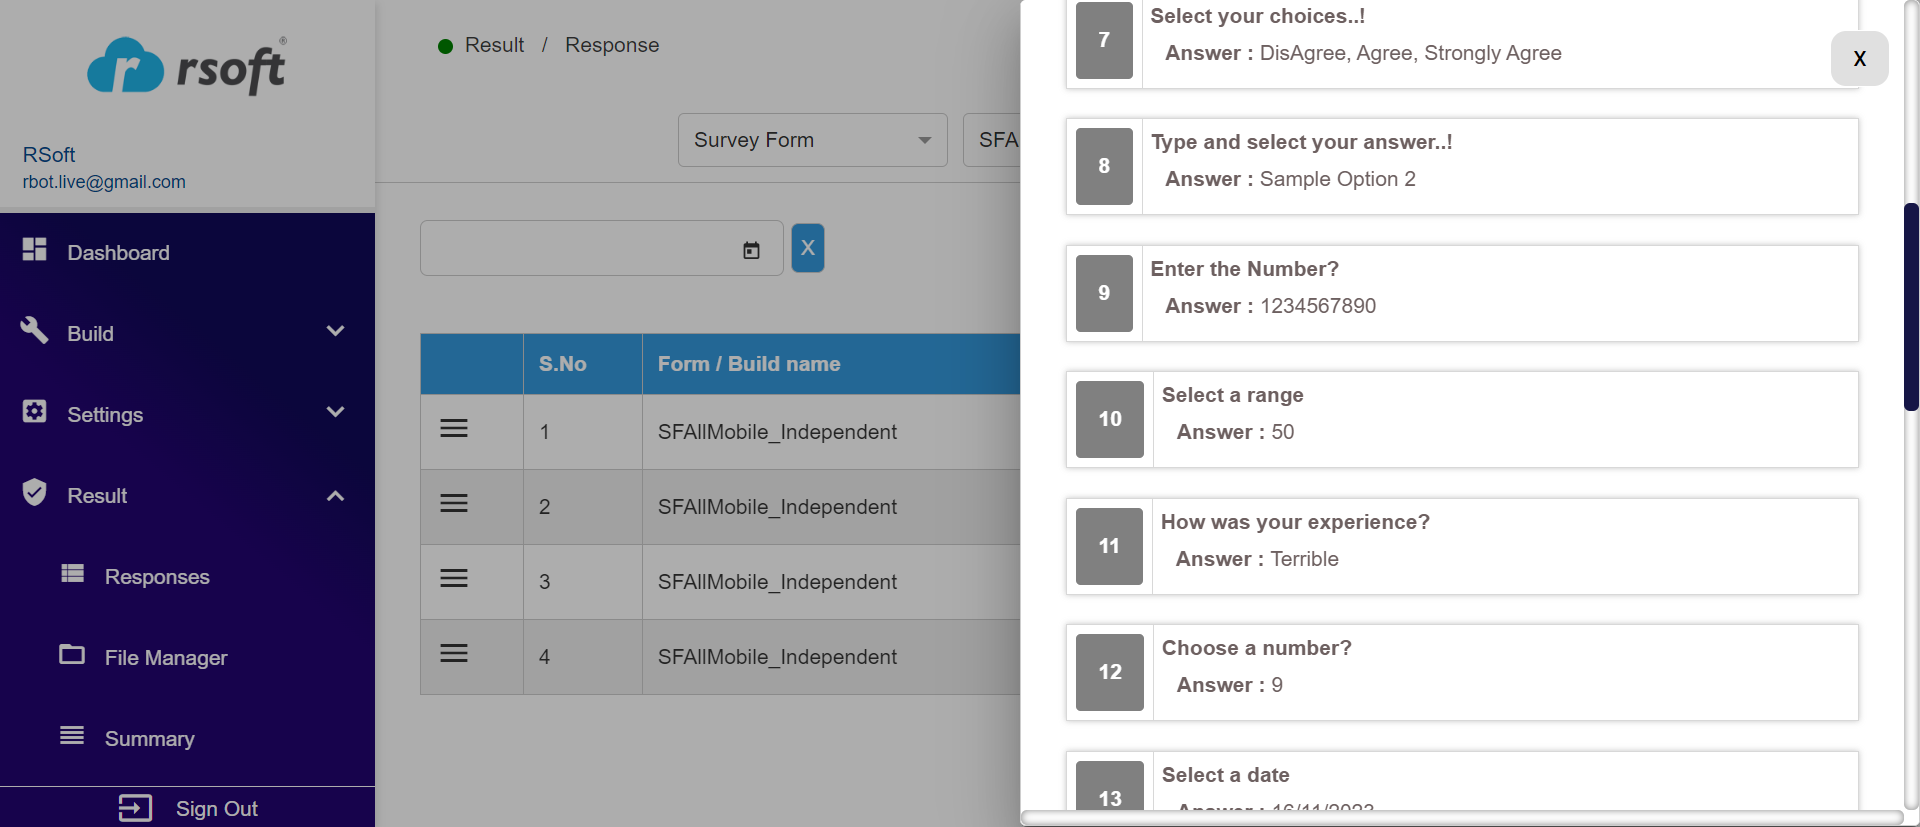 rsoft
®
RSoft
rbot.live@gmail.com
Dashboard
Build
Settings
Result
Responses
File Manager
Summary
Sign Out
Result / Response
Survey Form
SFA
X
S.No Form / Build name
1 SFAllMobile_Independent
2 SFAllMobile_Independent
3 SFAllMobile_Independent
4 SFAllMobile_Independent
X
7 Select your choices..!
Answer : DisAgree, Agree, Strongly Agree
8 Type and select your answer..!
Answer : Sample Option 2
9 Enter the Number?
Answer : 1234567890
10 Select a range
Answer : 50
11 How was your experience?
Answer : Terrible
12 Choose a number?
Answer : 9
13 Select a date
Answer : 16/11/2023